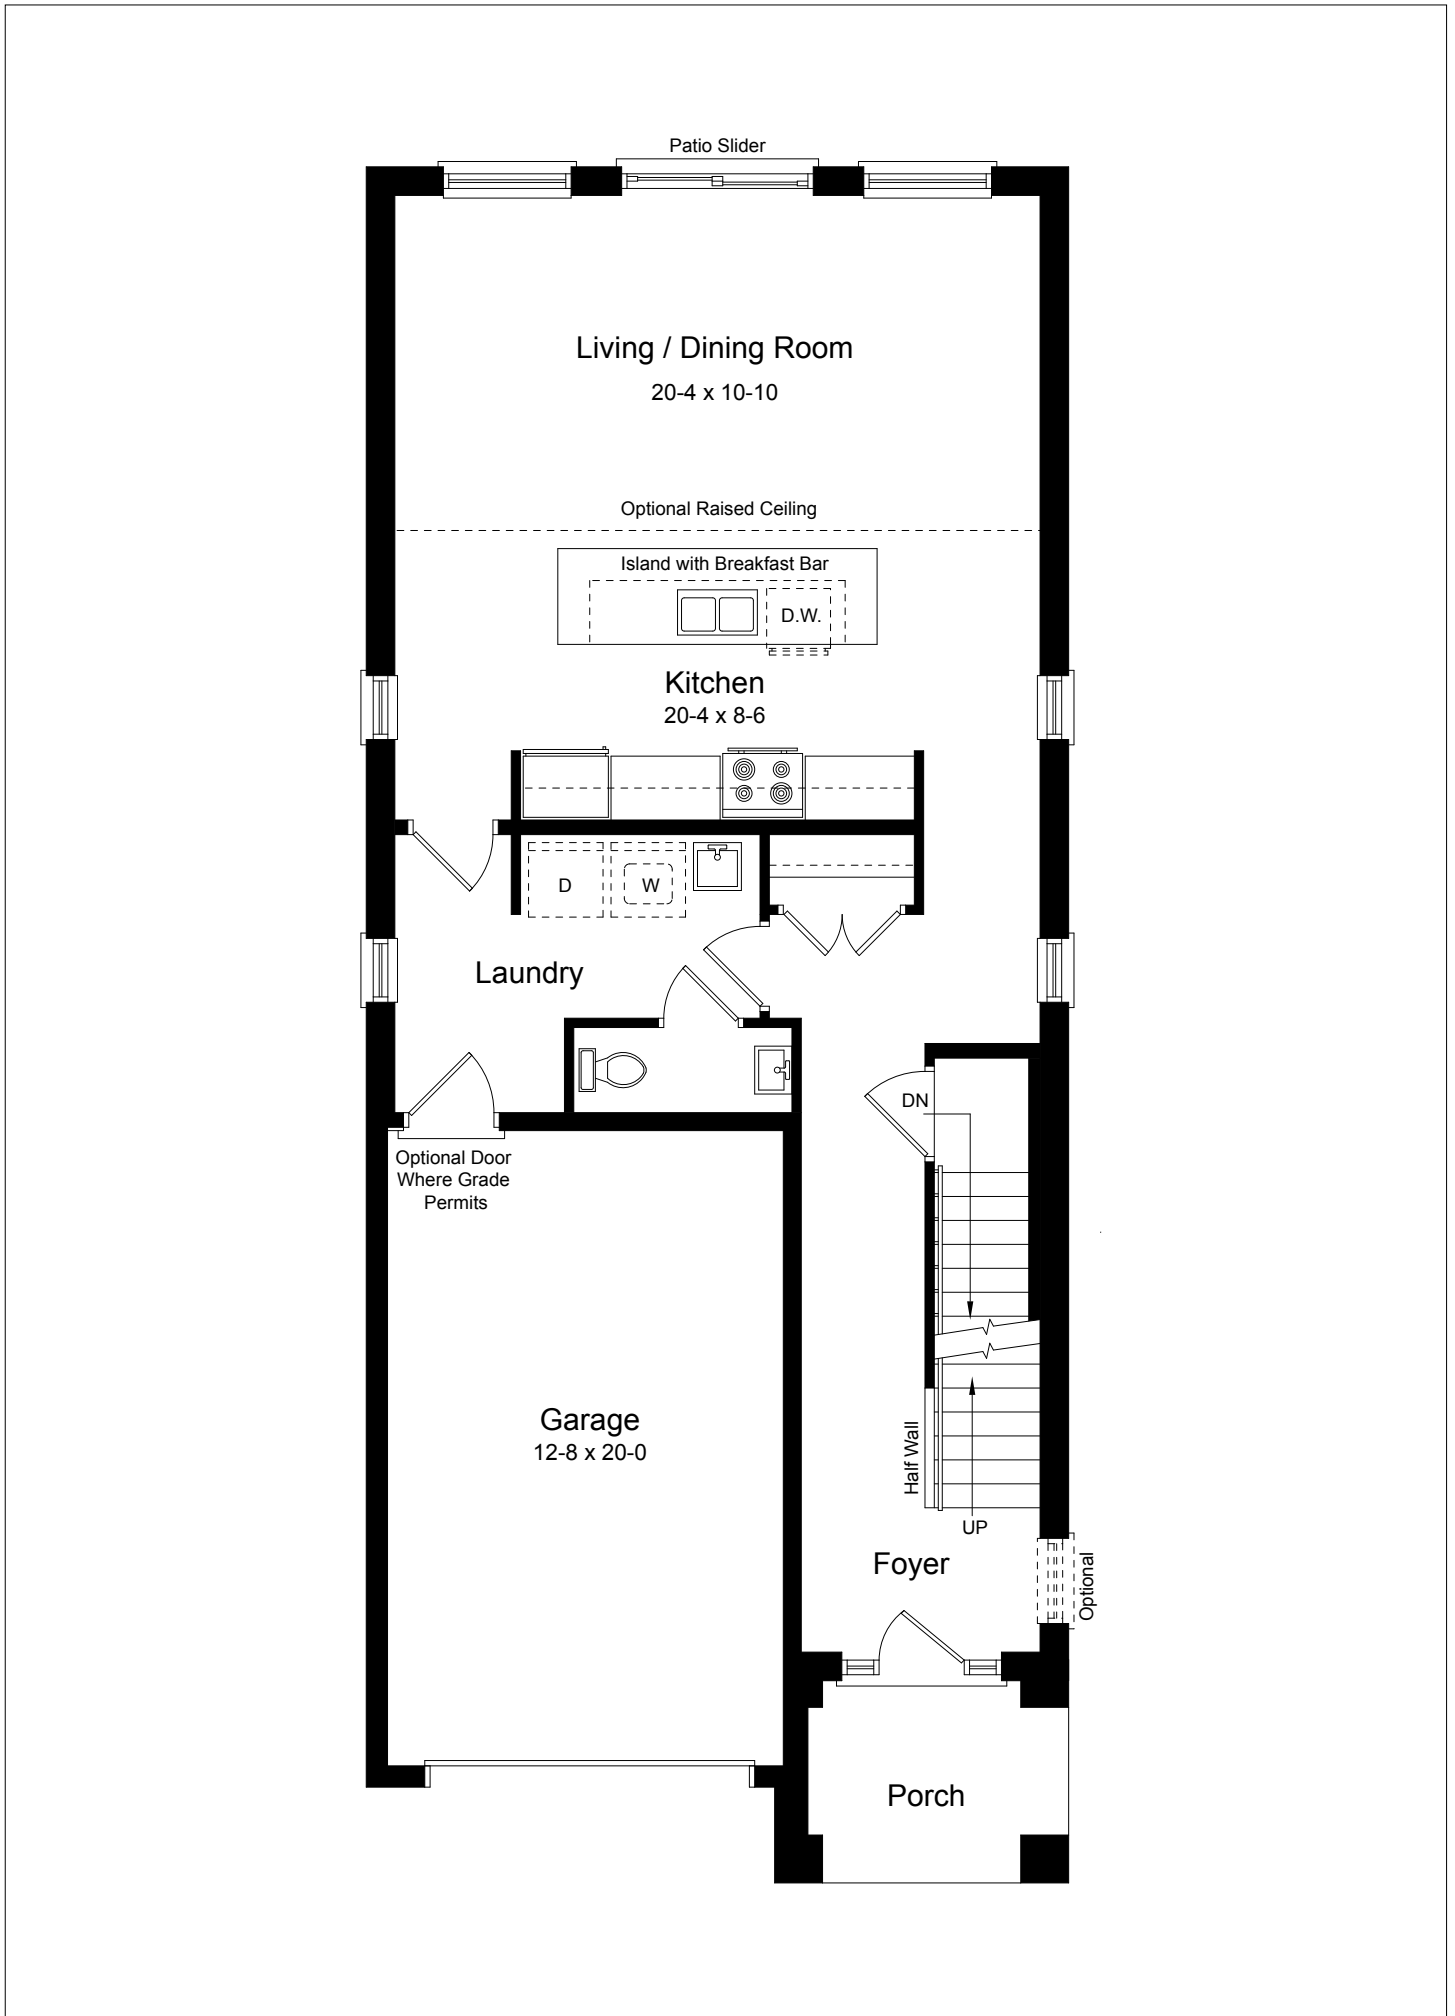 Patio Slider
Living / Dining Room
20-4 x 10-10
Optional Raised Ceiling
Island with Breakfast Bar
D.W.
Kitchen
20-4 x 8-6
D
W
Laundry
DN
Optional Door
Where Grade
Permits
Garage
12-8 x 20-0
Half Wall
UP
Foyer
Optional
Porch